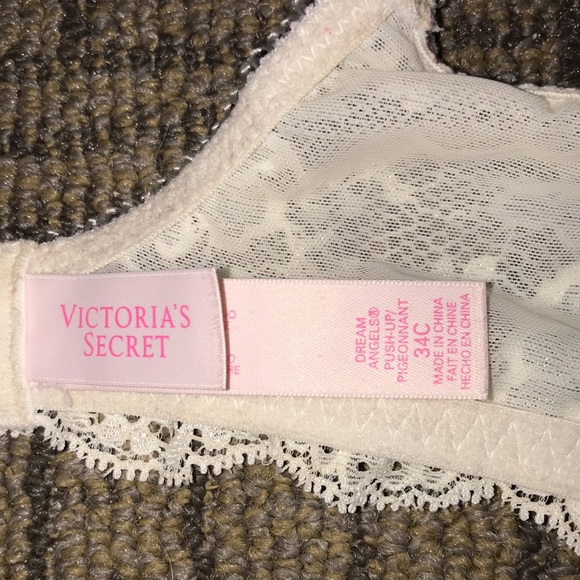 VICTORIA'S
SECRET
DREAM
ANGELS®
PUSH-UP/
PIGEONNANT
34C
MADE IN CHINA
FAIT EN CHINE
HECHO EN CHINA